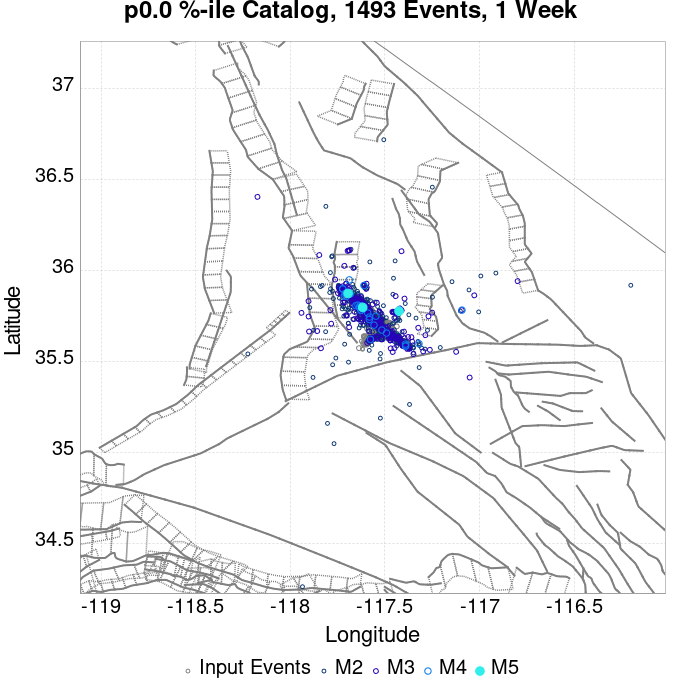 p0.0 %-ile Catalog, 1493 Events, 1 Week
37
36.5
36
35.5
35
34.5
Latitude
-119 -118.5 -118 -117.5 -117 -116.5
Longitude
Input Events M2 M3 M4 M5